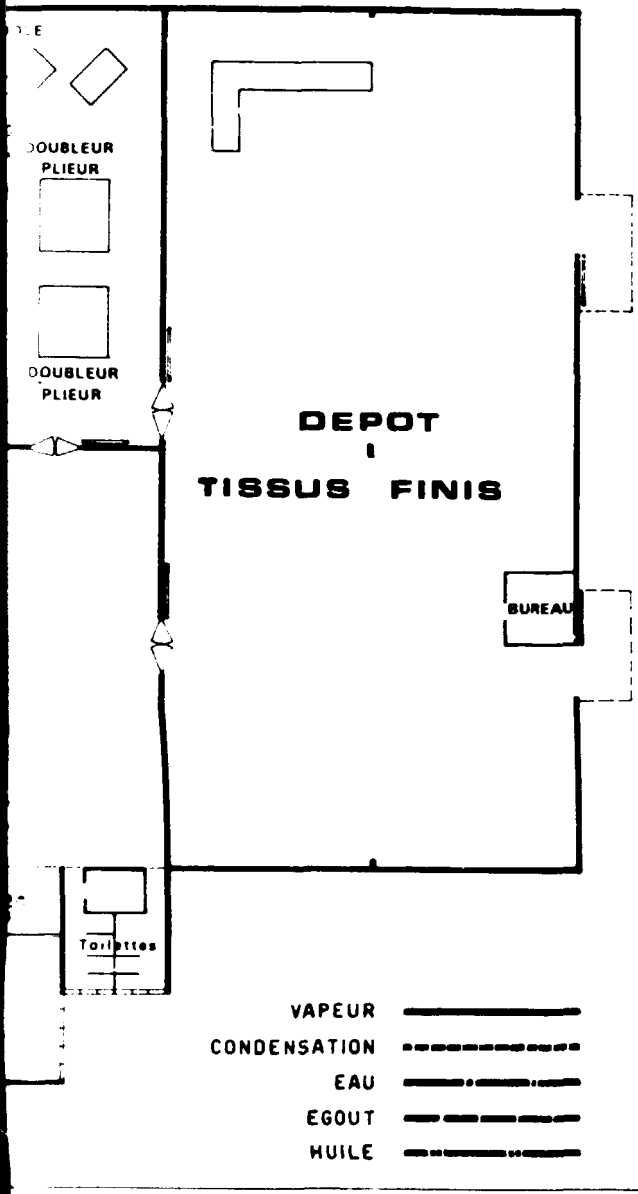 DOUBLEUR
PLIEUR
DOUBLEUR
PLIEUR
DEPOT
TISSUS FINIS
BUREAU
Toilettes
VAPEUR
CONDENSATION
EAU
EGOUT
HUILE